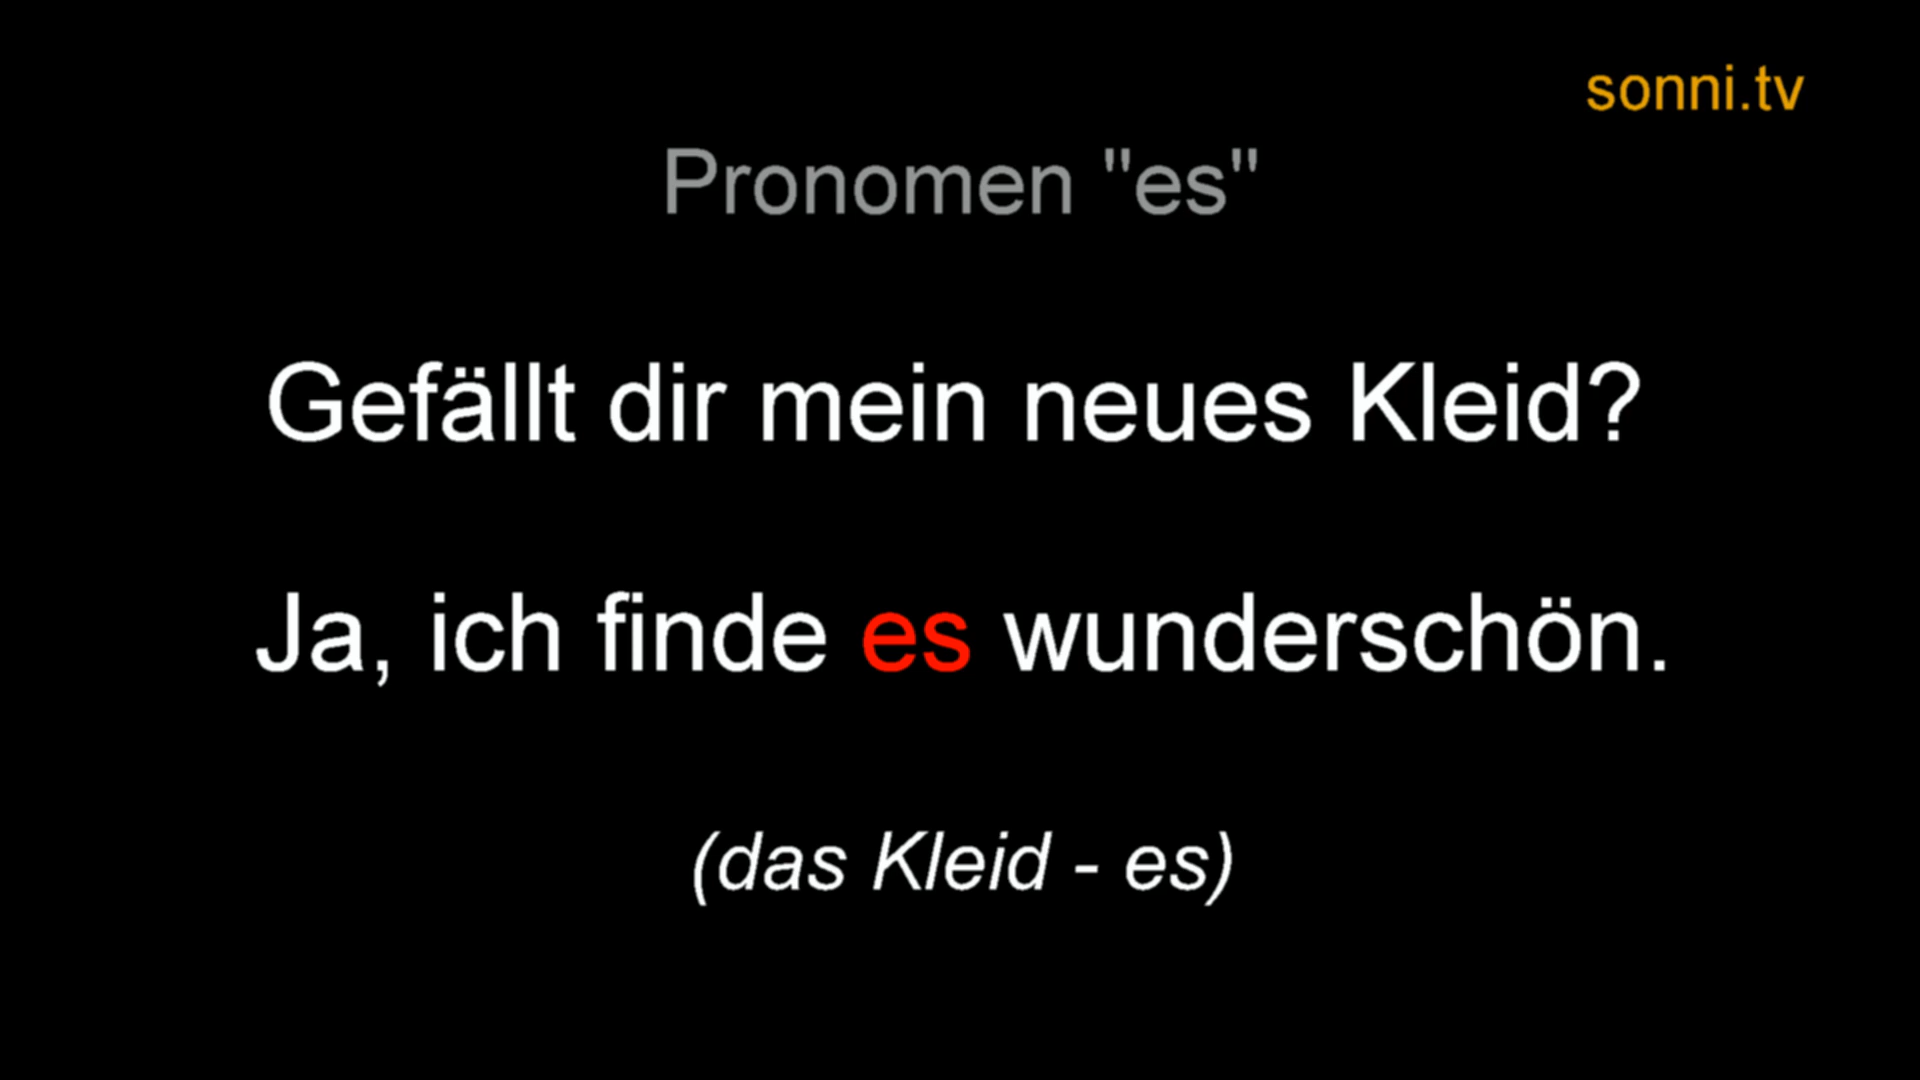 sonni.tv
Pronomen "es"
Gefällt dir mein neues Kleid?
Ja, ich finde es wunderschön.
(das Kleid - es)